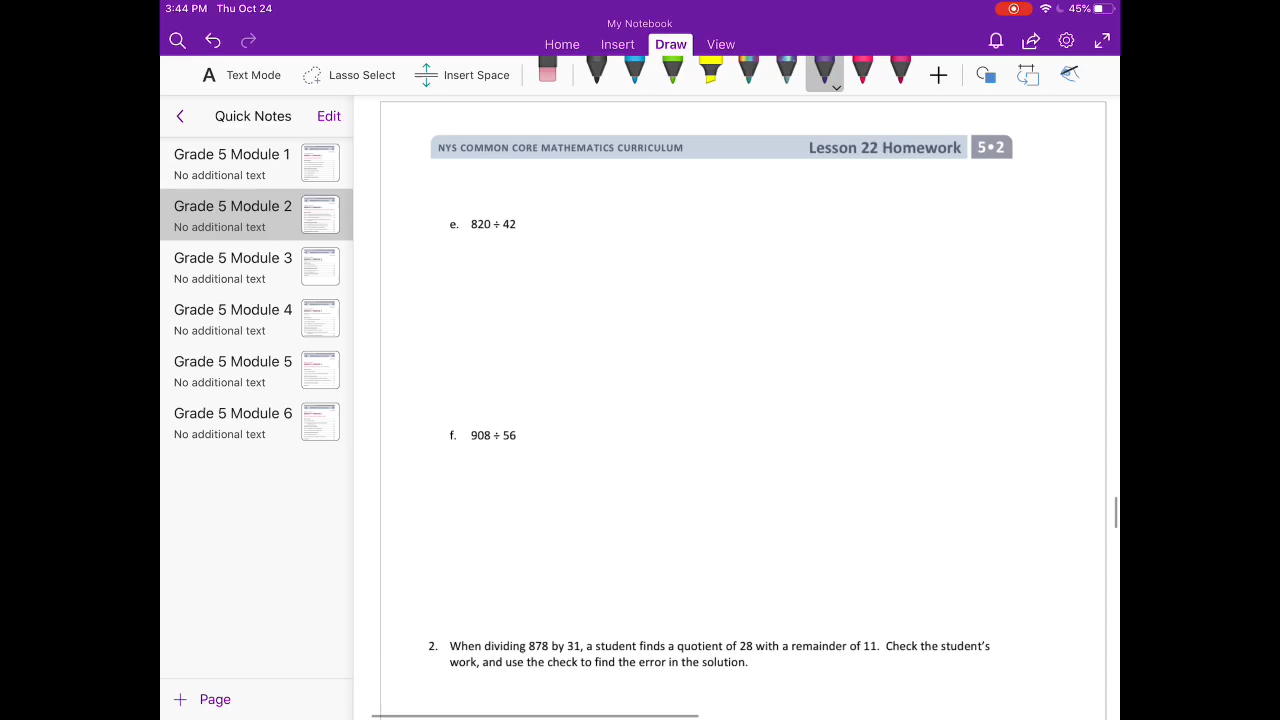 3:44 PM Thu Oct 24
My Notebook
45%
Home Insert Draw View
A Text Mode Lasso Select Insert Space
Quick Notes Edit
Grade 5 Module 1
No additional text
Grade 5 Module 2
No additional text
Grade 5 Module 3
No additional text
Grade 5 Module 4
No additional text
Grade 5 Module 5
No additional text
Grade 5 Module 6
No additional text
+ Page
NYS COMMON CORE MATHEMATICS CURRICULUM Lesson 22 Homework 5•2
e. 42
f. 56
2. When dividing 878 by 31, a student finds a quotient of 28 with a remainder of 11. Check the student’s
work, and use the check to find the error in the solution.